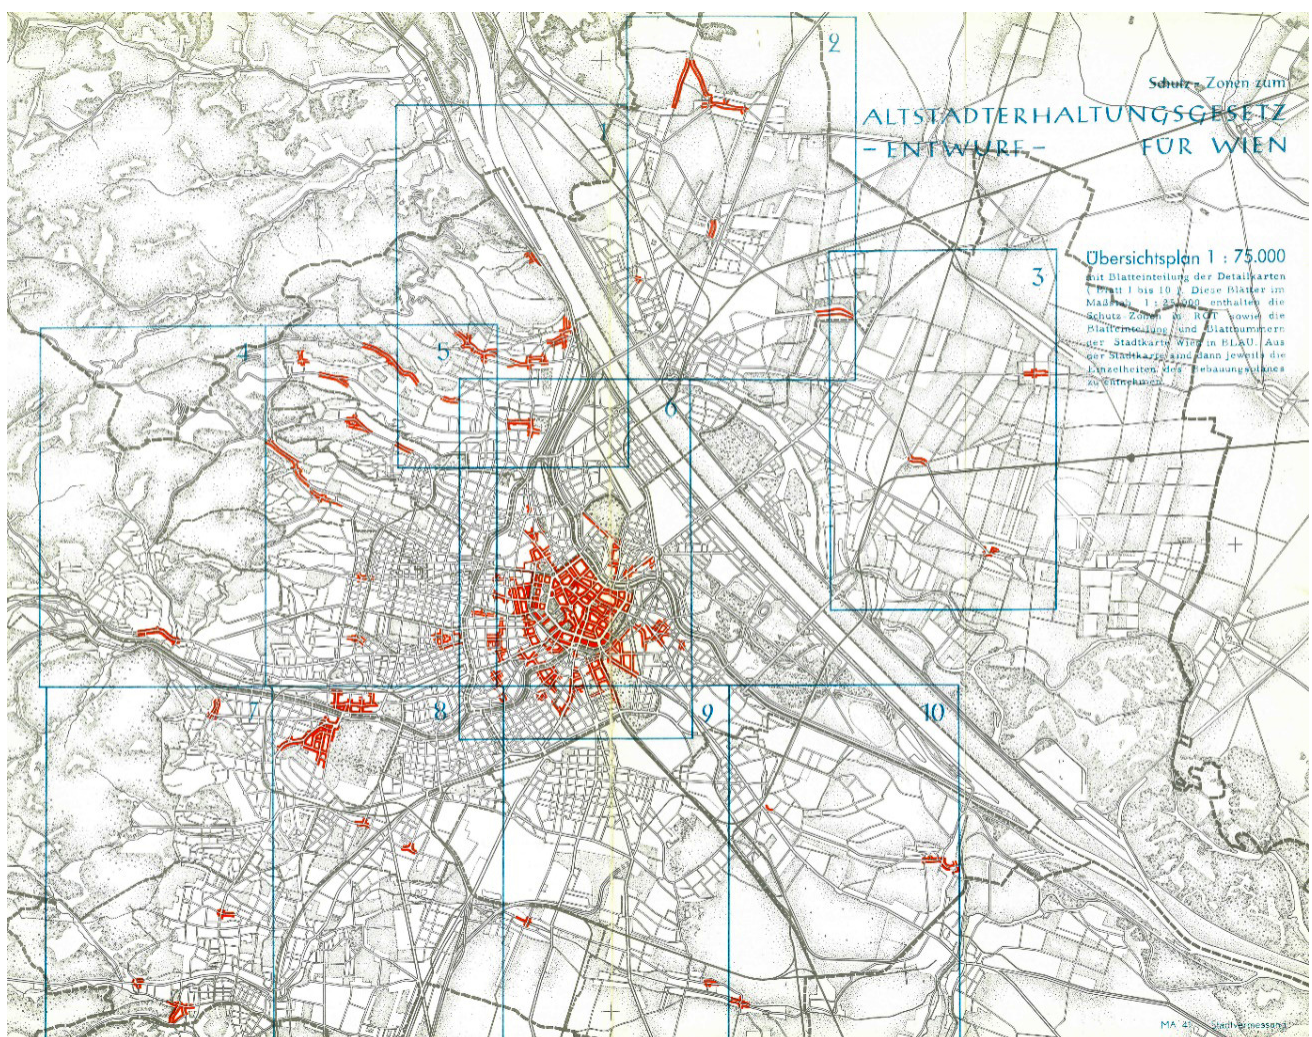 2
Schutz-Zonen zum
ALTSTADTERHALTUNGSGESETZ
- ENTWURF - FÜR WIEN
1
Übersichtsplan 1 : 75.000
mit Blatteinteilung der Detailkarten
( Blatt 1 bis 10 ). Diese Blätter im
Maßstab 1 : 25.000 enthalten die
Schutz-Zonen in ROT sowie die
Blatteinteilung und Blattnummern
der Stadtkarte Wien in BLAU. Aus
der Stadtkarte sind dann jeweils die
Einzelheiten des Bebauungsplanes
zu entnehmen.
3
4
5
6
7
8
9
10
MA 41 Stadtvermessung